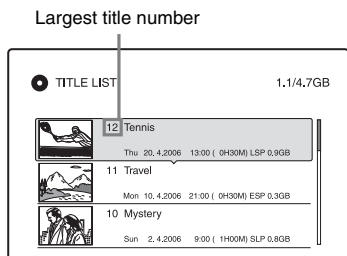 Largest title number
TITLE LIST 1.1/4.7GB
12 Tennis
Thu 20.4.2006 13:00 ( 0H30M) LSP 0.9GB
11 Travel
Mon 10.4.2006 21:00 ( 0H30M) ESP 0.3GB
10 Mystery
Sun 2.4.2006 9:00 ( 1H00M) SLP 0.8GB